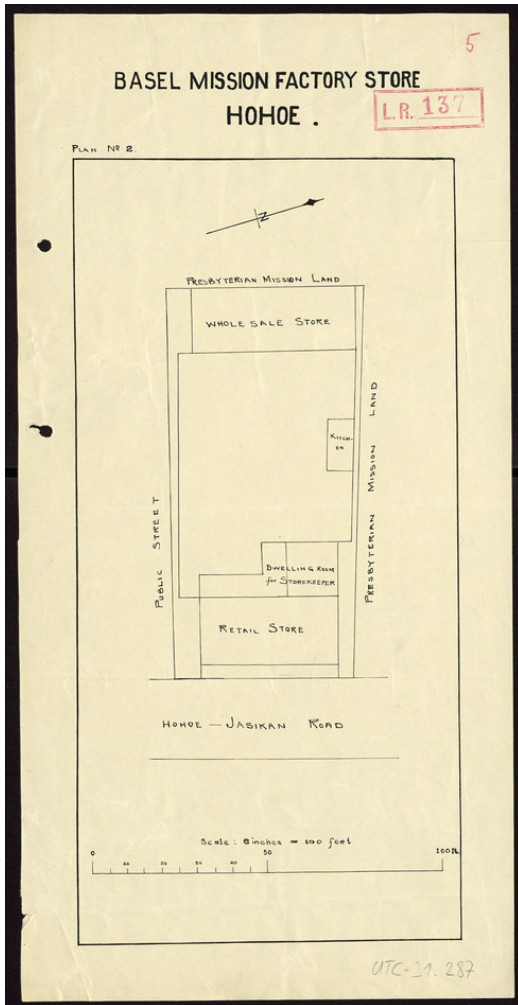 5
BASEL MISSION FACTORY STORE
HOHOE .
L.R. 137
PLAN Nº 2.
N
PRESBYTERIAN MISSION LAND
WHOLE SALE STORE
KITCH-
EN
PRESBYTERIAN MISSION LAND
PUBLIC STREET
DWELLING ROOM
for STOREKEEPER
RETAIL STORE
HOHOE — JASIKAN ROAD
Scale : 8 inches = 100 feet
0 10 20 30 40 50 100 ft.
UTC-31.287